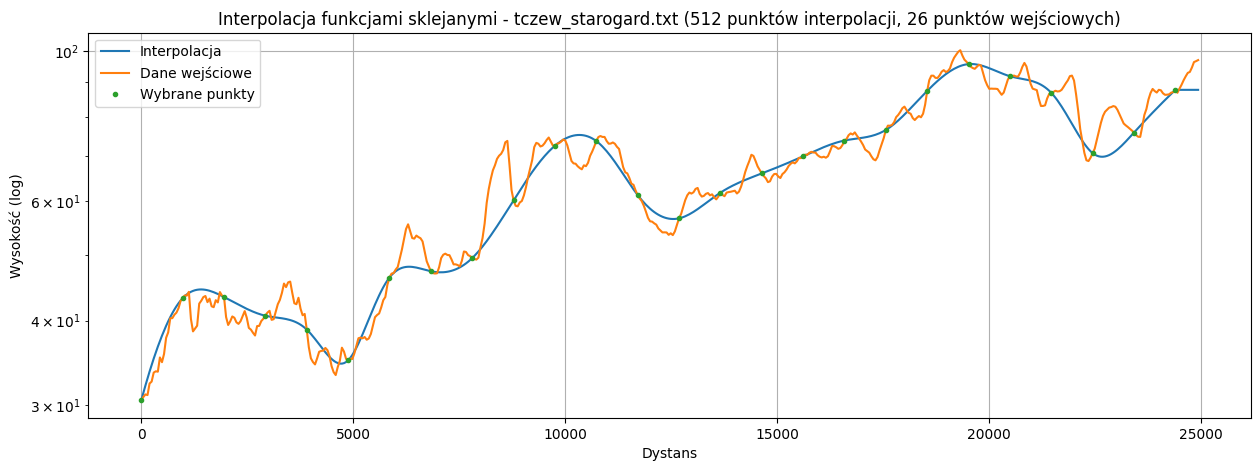 Interpolacja funkcjami sklejanymi - tczew_starogard.txt (512 punktów interpolacji, 26 punktów wejściowych)
Interpolacja
Dane wejściowe
Wybrane punkty
10²
6 × 10¹
4 × 10¹
3 × 10¹
Wysokość (log)
0 5000 10000 15000 20000 25000
Dystans